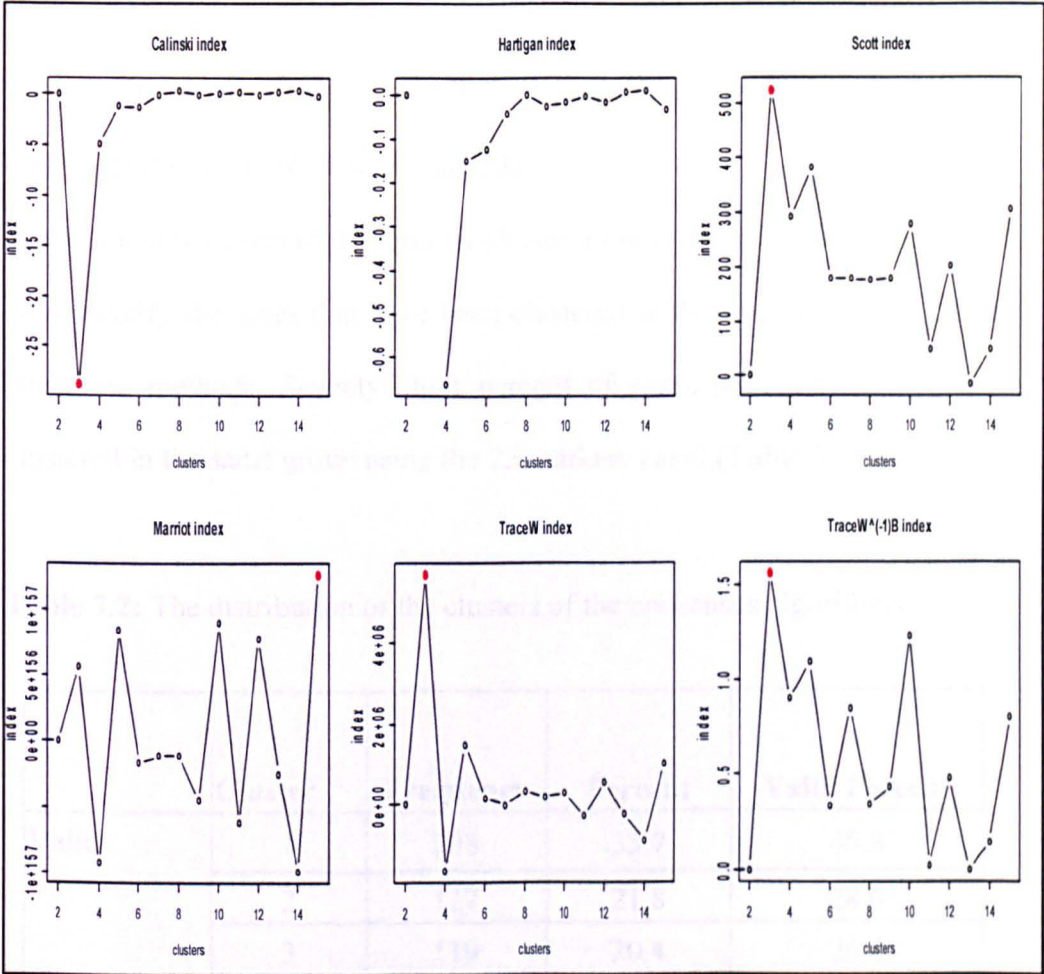 Calinski index
Hartigan index
Scott index
index
0
-5
-10
-15
-20
-25
2 4 6 8 10 12 14
clusters
index
0.0
-0.1
-0.2
-0.3
-0.4
-0.5
-0.6
2 4 6 8 10 12 14
clusters
index
500
400
300
200
100
0
2 4 6 8 10 12 14
clusters
Marriot index
TraceW index
TraceW^(-1)B index
index
1e+157
5e+156
0e+00
-1e+157
2 4 6 8 10 12 14
clusters
index
4e+06
2e+06
0e+00
2 4 6 8 10 12 14
clusters
index
1.5
1.0
0.5
0.0
2 4 6 8 10 12 14
clusters